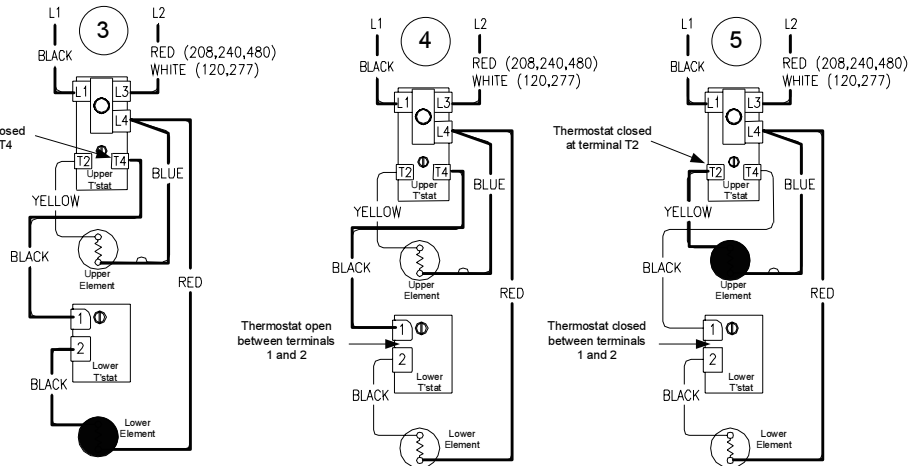 L1
L2
3
BLACK
RED (208,240,480)
WHITE (120,277)
L1
L3
L4
T4
T2
T4
Upper
T'stat
BLUE
YELLOW
BLACK
Upper
Element
RED
1
2
Lower
T'stat
BLACK
Lower
Element
L1
L2
4
BLACK
RED (208,240,480)
WHITE (120,277)
L1
L3
L4
T2
T4
Upper
T'stat
BLUE
YELLOW
BLACK
Upper
Element
RED
Thermostat open
between terminals
1 and 2
1
2
Lower
T'stat
BLACK
Lower
Element
L1
L2
5
BLACK
RED (208,240,480)
WHITE (120,277)
L1
L3
L4
Thermostat closed
at terminal T2
T2
T4
Upper
T'stat
BLUE
YELLOW
BLACK
Upper
Element
RED
Thermostat closed
between terminals
1 and 2
1
2
Lower
T'stat
BLACK
Lower
Element